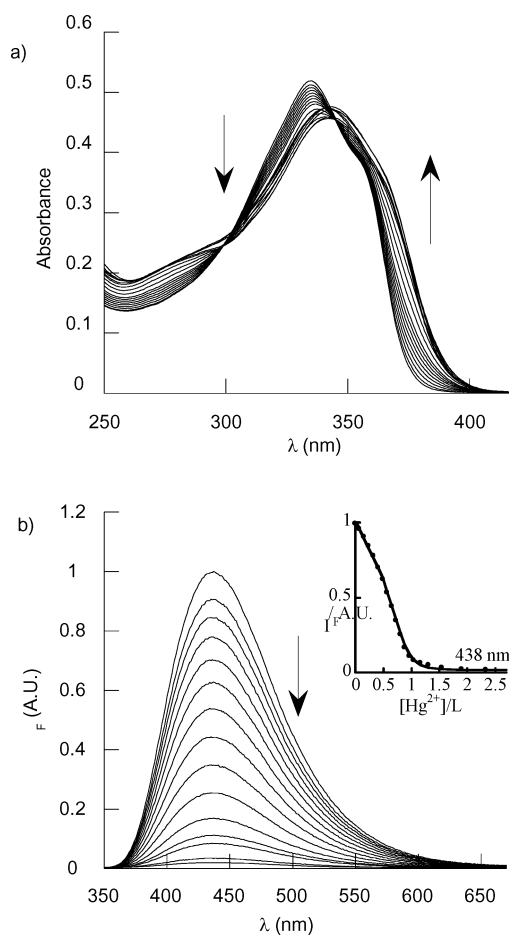 a)
0.6
0.5
0.4
0.3
0.2
0.1
0
Absorbance
250 300 350 400
λ (nm)
b)
1.2
1
0.8
0.6
0.4
0.2
0
F (A.U.)
350 400 450 500 550 600 650
λ (nm)
1
0.5
0
IF/A.U.
438 nm
0 0.5 1 1.5 2 2.5
[Hg2+]/L